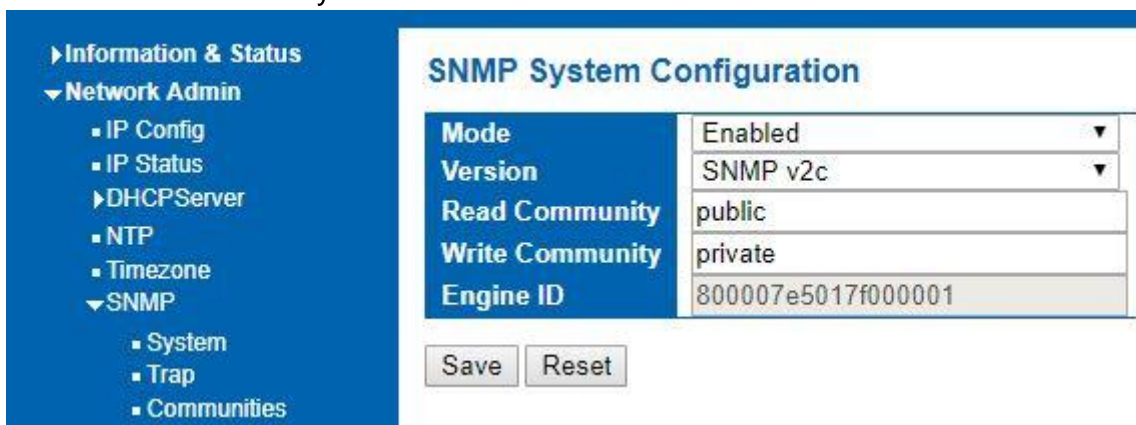 Information & Status
Network Admin
IP Config
IP Status
DHCPServer
NTP
Timezone
SNMP
System
Trap
Communities
SNMP System Configuration
Mode Enabled
Version SNMP v2c
Read Community public
Write Community private
Engine ID 800007e5017f000001
Save Reset